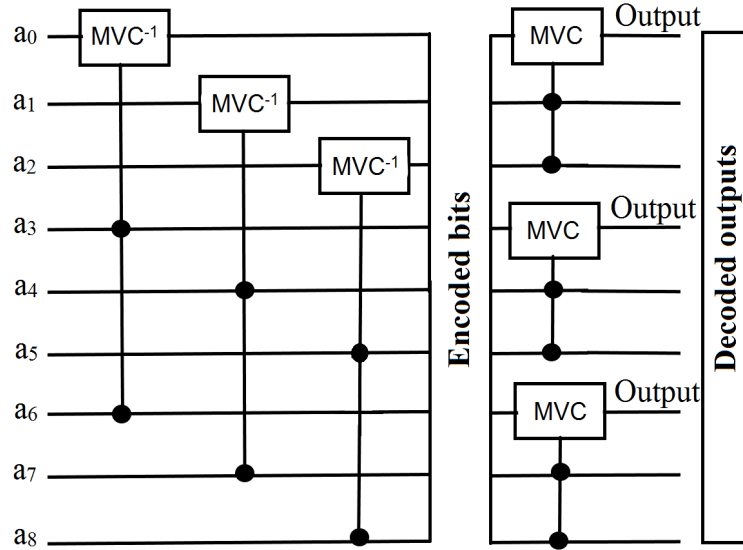 a₀ MVC⁻¹ MVC Output
a₁ MVC⁻¹
a₂ MVC⁻¹
a₃ MVC Output
a₄
a₅
a₆ MVC Output
a₇
a₈
Encoded bits
Decoded outputs